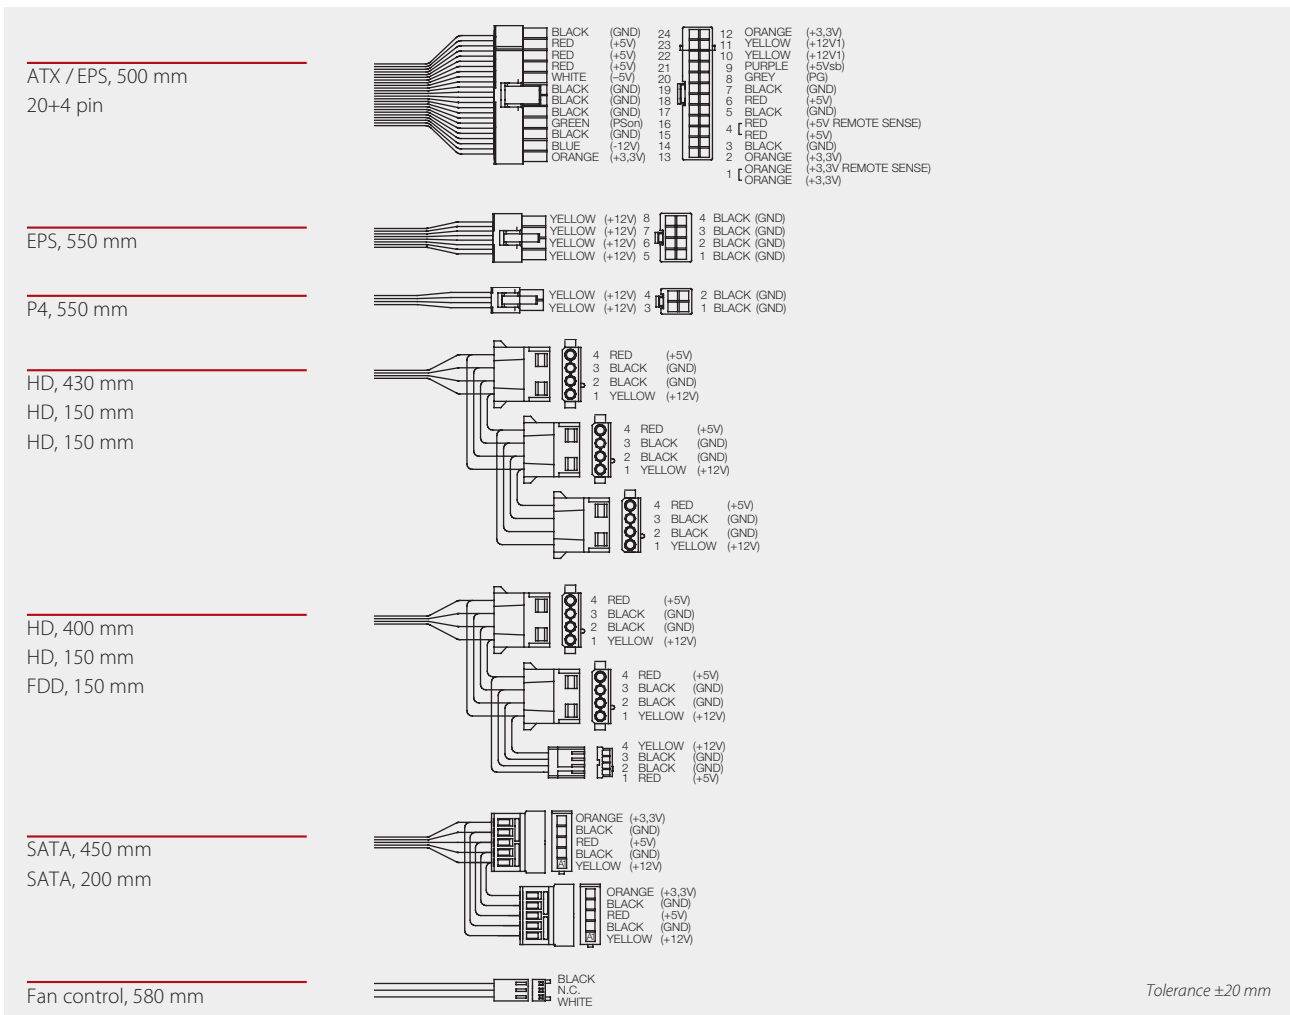 ATX / EPS, 500 mm
20+4 pin
BLACK (GND) 24
RED (+5V) 23
RED (+5V) 22
RED (+5V) 21
WHITE (–5V) 20
BLACK (GND) 19
BLACK (GND) 18
BLACK (GND) 17
GREEN (PSon) 16
BLACK (GND) 15
BLUE (-12V) 14
ORANGE (+3,3V) 13
12 ORANGE (+3,3V)
11 YELLOW (+12V1)
10 YELLOW (+12V1)
9 PURPLE (+5Vsb)
8 GREY (PG)
7 BLACK (GND)
6 RED (+5V)
5 BLACK (GND)
4 [ RED (+5V REMOTE SENSE)
RED (+5V)
3 BLACK (GND)
2 ORANGE (+3,3V)
1 [ ORANGE (+3,3V REMOTE SENSE)
ORANGE (+3,3V)
EPS, 550 mm
YELLOW (+12V) 8
YELLOW (+12V) 7
YELLOW (+12V) 6
YELLOW (+12V) 5
4 BLACK (GND)
3 BLACK (GND)
2 BLACK (GND)
1 BLACK (GND)
P4, 550 mm
YELLOW (+12V) 4
YELLOW (+12V) 3
2 BLACK (GND)
1 BLACK (GND)
HD, 430 mm
HD, 150 mm
HD, 150 mm
4 RED (+5V)
3 BLACK (GND)
2 BLACK (GND)
1 YELLOW (+12V)
4 RED (+5V)
3 BLACK (GND)
2 BLACK (GND)
1 YELLOW (+12V)
4 RED (+5V)
3 BLACK (GND)
2 BLACK (GND)
1 YELLOW (+12V)
HD, 400 mm
HD, 150 mm
FDD, 150 mm
4 RED (+5V)
3 BLACK (GND)
2 BLACK (GND)
1 YELLOW (+12V)
4 RED (+5V)
3 BLACK (GND)
2 BLACK (GND)
1 YELLOW (+12V)
4 YELLOW (+12V)
3 BLACK (GND)
2 BLACK (GND)
1 RED (+5V)
SATA, 450 mm
SATA, 200 mm
ORANGE (+3,3V)
BLACK (GND)
RED (+5V)
BLACK (GND)
YELLOW (+12V)
A1
ORANGE (+3,3V)
BLACK (GND)
RED (+5V)
BLACK (GND)
YELLOW (+12V)
A1
Fan control, 580 mm
BLACK
N.C.
WHITE
Tolerance ±20 mm